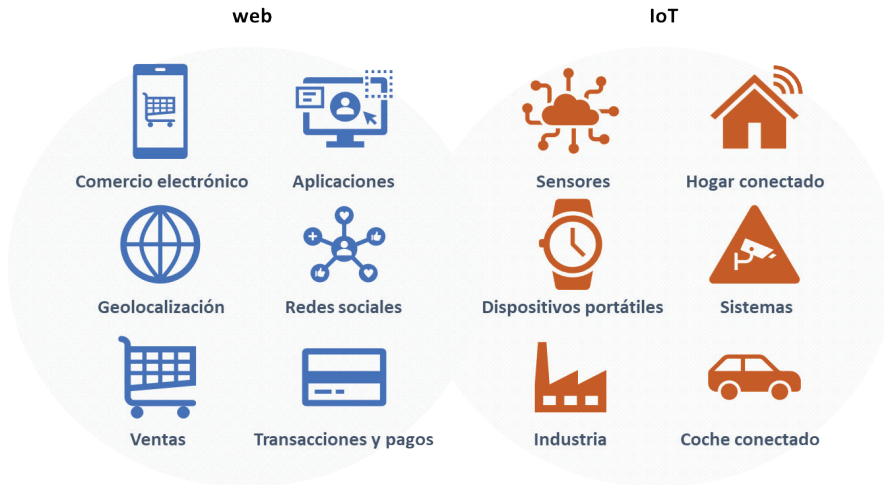 web
IoT
Comercio electrónico
Aplicaciones
Sensores
Hogar conectado
Geolocalización
Redes sociales
Dispositivos portátiles
Sistemas
Ventas
Transacciones y pagos
Industria
Coche conectado